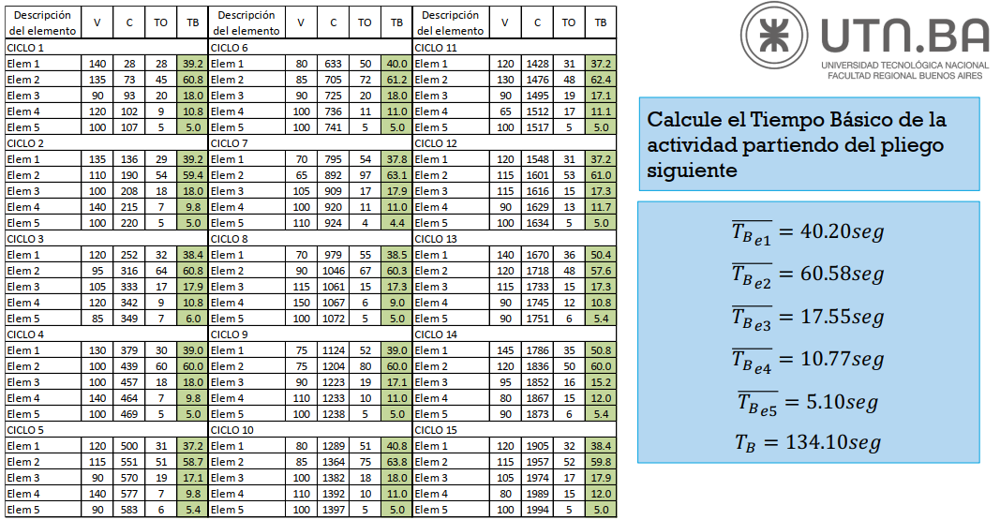 Descripción del elemento V C TO TB Descripción del elemento V C TO TB Descripción del elemento V C TO TB
CICLO 1 CICLO 6 CICLO 11
Elem 1 140 28 28 39.2 Elem 1 80 633 50 40.0 Elem 1 120 1428 31 37.2
Elem 2 135 73 45 60.8 Elem 2 85 705 72 61.2 Elem 2 130 1476 48 62.4
Elem 3 90 93 20 18.0 Elem 3 90 725 20 18.0 Elem 3 90 1495 19 17.1
Elem 4 120 102 9 10.8 Elem 4 100 736 11 11.0 Elem 4 65 1512 17 11.1
Elem 5 100 107 5 5.0 Elem 5 100 741 5 5.0 Elem 5 100 1517 5 5.0
CICLO 2 CICLO 7 CICLO 12
Elem 1 135 136 29 39.2 Elem 1 70 795 54 37.8 Elem 1 120 1548 31 37.2
Elem 2 110 190 54 59.4 Elem 2 65 892 97 63.1 Elem 2 115 1601 53 61.0
Elem 3 100 208 18 18.0 Elem 3 105 909 17 17.9 Elem 3 115 1616 15 17.3
Elem 4 140 215 7 9.8 Elem 4 100 920 11 11.0 Elem 4 90 1629 13 11.7
Elem 5 100 220 5 5.0 Elem 5 110 924 4 4.4 Elem 5 100 1634 5 5.0
CICLO 3 CICLO 8 CICLO 13
Elem 1 120 252 32 38.4 Elem 1 70 979 55 38.5 Elem 1 140 1670 36 50.4
Elem 2 95 316 64 60.8 Elem 2 90 1046 67 60.3 Elem 2 120 1718 48 57.6
Elem 3 105 333 17 17.9 Elem 3 115 1061 15 17.3 Elem 3 115 1733 15 17.3
Elem 4 120 342 9 10.8 Elem 4 150 1067 6 9.0 Elem 4 90 1745 12 10.8
Elem 5 85 349 7 6.0 Elem 5 100 1072 5 5.0 Elem 5 90 1751 6 5.4
CICLO 4 CICLO 9 CICLO 14
Elem 1 130 379 30 39.0 Elem 1 75 1124 52 39.0 Elem 1 145 1786 35 50.8
Elem 2 100 439 60 60.0 Elem 2 75 1204 80 60.0 Elem 2 120 1836 50 60.0
Elem 3 100 457 18 18.0 Elem 3 90 1223 19 17.1 Elem 3 95 1852 16 15.2
Elem 4 140 464 7 9.8 Elem 4 110 1233 10 11.0 Elem 4 80 1867 15 12.0
Elem 5 100 469 5 5.0 Elem 5 100 1238 5 5.0 Elem 5 90 1873 6 5.4
CICLO 5 CICLO 10 CICLO 15
Elem 1 120 500 31 37.2 Elem 1 80 1289 51 40.8 Elem 1 120 1905 32 38.4
Elem 2 115 551 51 58.7 Elem 2 85 1364 75 63.8 Elem 2 115 1957 52 59.8
Elem 3 90 570 19 17.1 Elem 3 100 1382 18 18.0 Elem 3 105 1974 17 17.9
Elem 4 140 577 7 9.8 Elem 4 110 1392 10 11.0 Elem 4 80 1989 15 12.0
Elem 5 90 583 6 5.4 Elem 5 100 1397 5 5.0 Elem 5 100 1994 5 5.0
UTN.BA
UNIVERSIDAD TECNOLÓGICA NACIONAL
FACULTAD REGIONAL BUENOS AIRES
Calcule el Tiempo Básico de la
actividad partiendo del pliego
siguiente
T̅_B̅ e1 = 40.20seg
T̅_B̅ e2 = 60.58seg
T̅_B̅ e3 = 17.55seg
T̅_B̅ e4 = 10.77seg
T̅_B̅ e5 = 5.10seg
T_B = 134.10seg